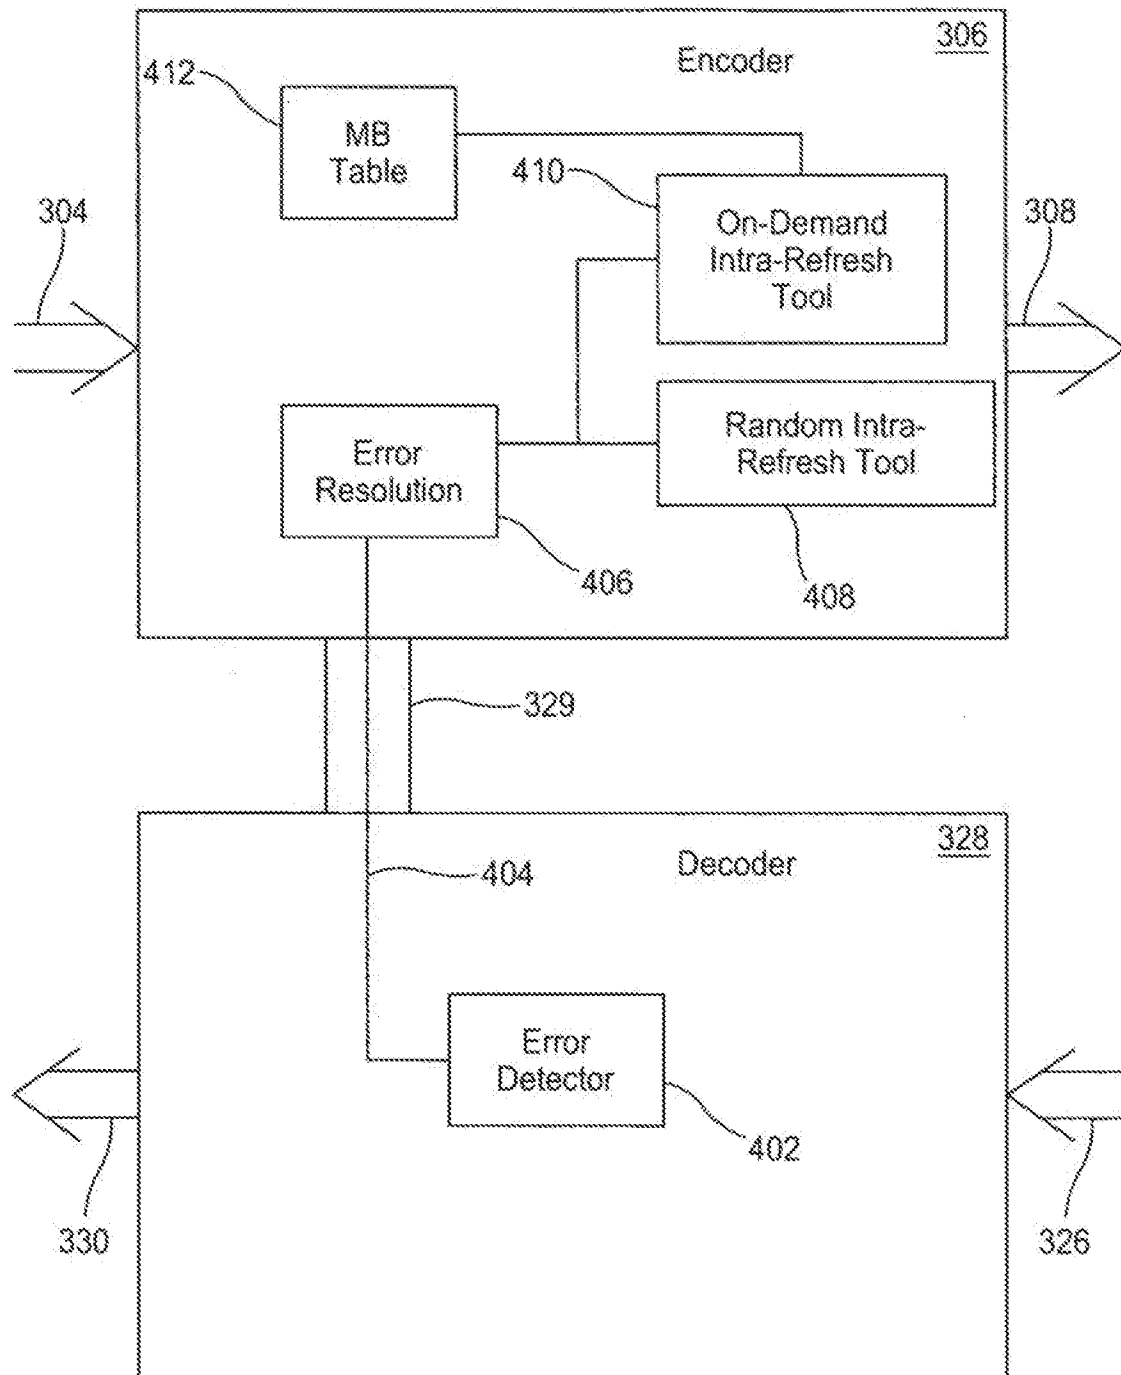 306
Encoder
412
MB
Table
410
On-Demand
Intra-Refresh
Tool
304
308
Random Intra-
Refresh Tool
Error
Resolution
406
408
329
328
Decoder
404
Error
Detector
402
330
326